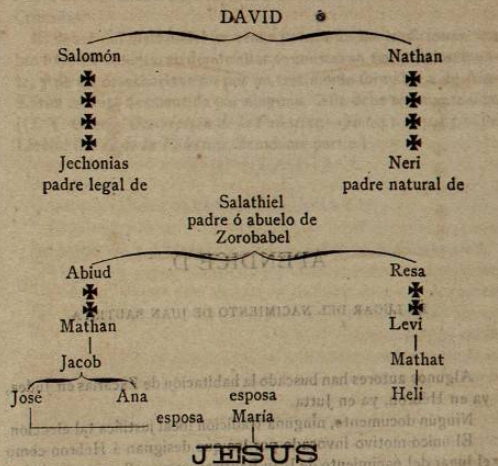 DAVID
Salomón Nathan
Jechonias Neri
padre legal de padre natural de
Salathiel
padre ó abuelo de
Zorobabel
Abiud Resa
Mathan Levi
Jacob Mathat
José Ana esposa Heli
esposa María
JESUS